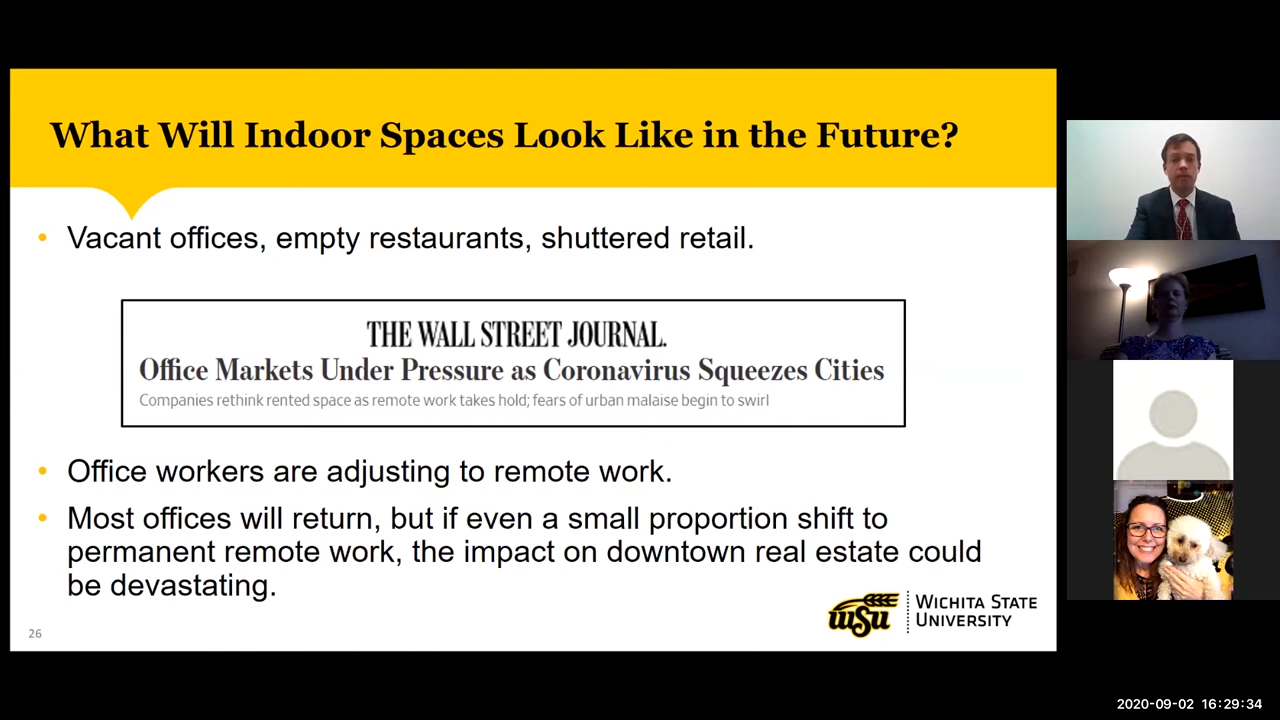 What Will Indoor Spaces Look Like in the Future?
• Vacant offices, empty restaurants, shuttered retail.
THE WALL STREET JOURNAL.
Office Markets Under Pressure as Coronavirus Squeezes Cities
Companies rethink rented space as remote work takes hold; fears of urban malaise begin to swirl
• Office workers are adjusting to remote work.
• Most offices will return, but if even a small proportion shift to
permanent remote work, the impact on downtown real estate could
be devastating.
26
wsu
WICHITA STATE
UNIVERSITY
2020-09-02 16:29:34